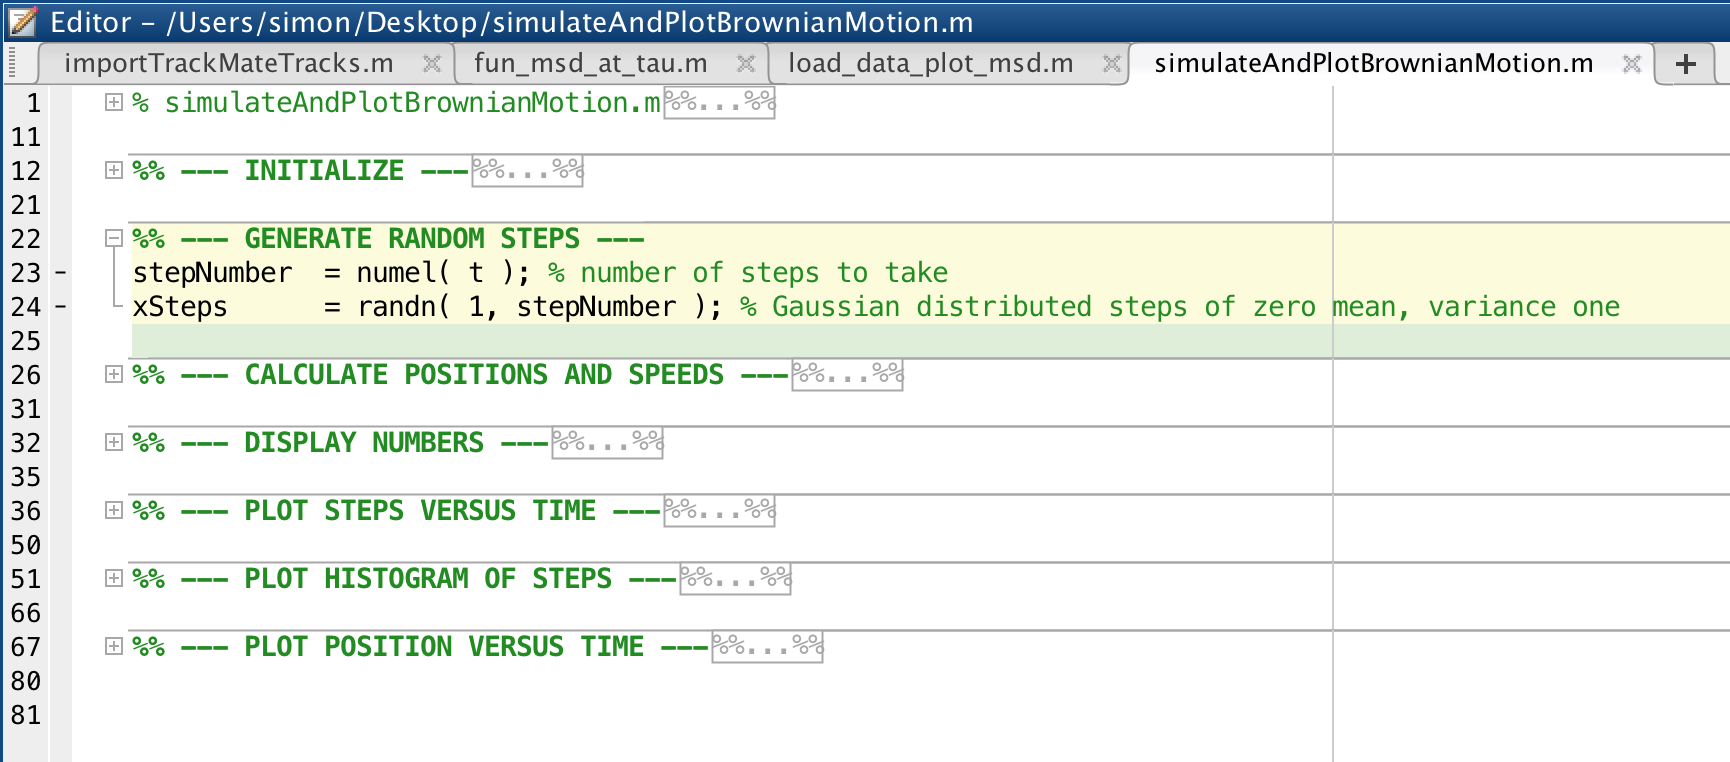 Editor – /Users/simon/Desktop/simulateAndPlotBrownianMotion.m
importTrackMateTracks.m fun_msd_at_tau.m load_data_plot_msd.m simulateAndPlotBrownianMotion.m +
1 % simulateAndPlotBrownianMotion.m%%...%%
11
12 %% --- INITIALIZE ---%%...%%
21
22 %% --- GENERATE RANDOM STEPS ---
23 – stepNumber  = numel( t ); % number of steps to take
24 – xSteps      = randn( 1, stepNumber ); % Gaussian distributed steps of zero mean, variance one
25
26 %% --- CALCULATE POSITIONS AND SPEEDS ---%%...%%
31
32 %% --- DISPLAY NUMBERS ---%%...%%
35
36 %% --- PLOT STEPS VERSUS TIME ---%%...%%
50
51 %% --- PLOT HISTOGRAM OF STEPS ---%%...%%
66
67 %% --- PLOT POSITION VERSUS TIME ---%%...%%
80
81